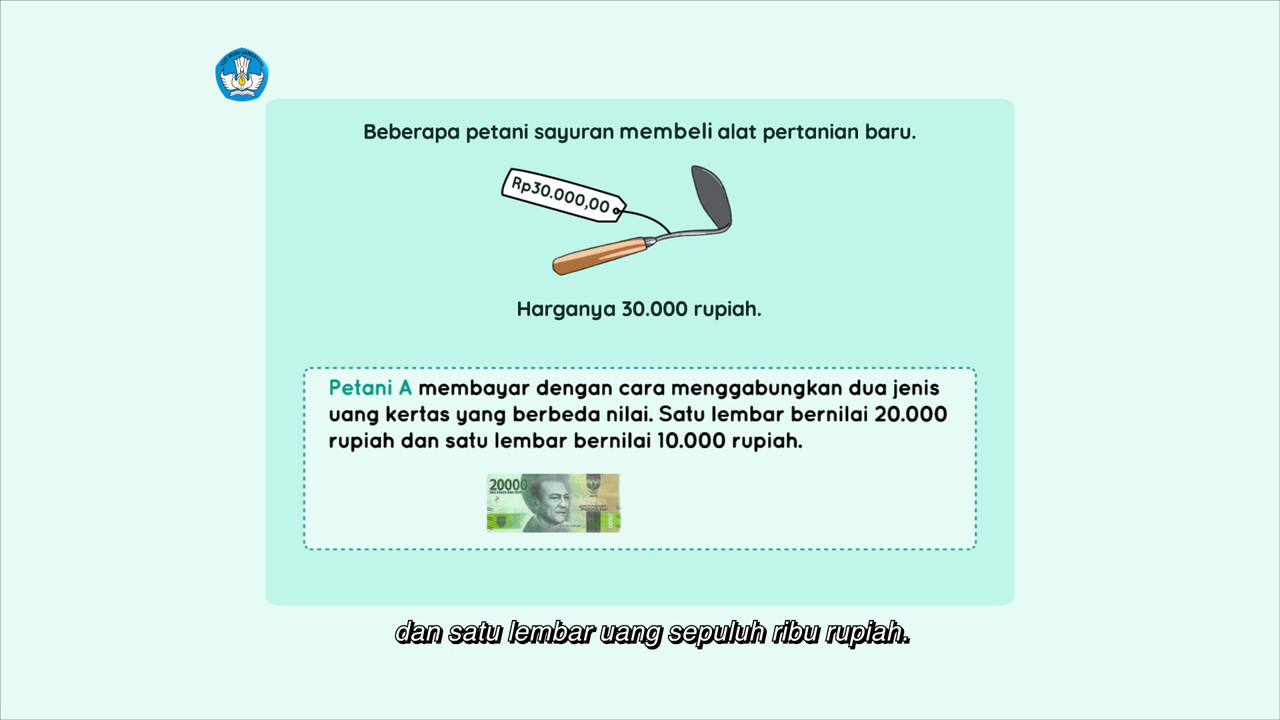 Beberapa petani sayuran membeli alat pertanian baru.
Rp30.000,00
Harganya 30.000 rupiah.
Petani A membayar dengan cara menggabungkan dua jenis
uang kertas yang berbeda nilai. Satu lembar bernilai 20.000
rupiah dan satu lembar bernilai 10.000 rupiah.
20000
dan satu lembar uang sepuluh ribu rupiah.